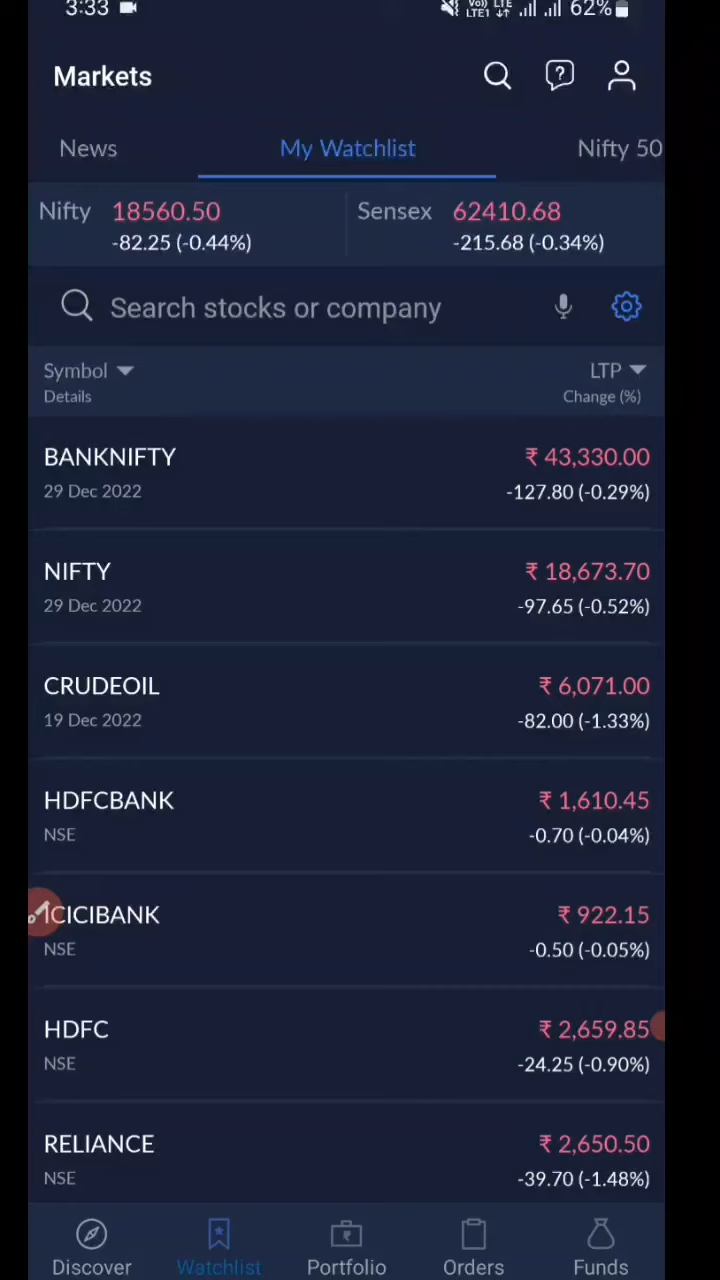 3:33 Vo)) LTE LTE1 62%
Markets
News My Watchlist Nifty 50
Nifty 18560.50 Sensex 62410.68
-82.25 (-0.44%) -215.68 (-0.34%)
Search stocks or company
Symbol LTP
Details Change (%)
BANKNIFTY ₹ 43,330.00
29 Dec 2022 -127.80 (-0.29%)
NIFTY ₹ 18,673.70
29 Dec 2022 -97.65 (-0.52%)
CRUDEOIL ₹ 6,071.00
19 Dec 2022 -82.00 (-1.33%)
HDFCBANK ₹ 1,610.45
NSE -0.70 (-0.04%)
ICICIBANK ₹ 922.15
NSE -0.50 (-0.05%)
HDFC ₹ 2,659.85
NSE -24.25 (-0.90%)
RELIANCE ₹ 2,650.50
NSE -39.70 (-1.48%)
Discover Watchlist Portfolio Orders Funds